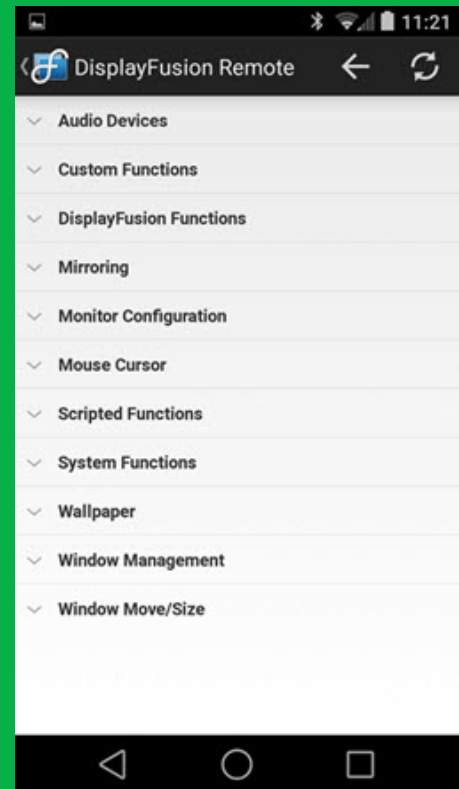 11:21
DisplayFusion Remote
Audio Devices
Custom Functions
DisplayFusion Functions
Mirroring
Monitor Configuration
Mouse Cursor
Scripted Functions
System Functions
Wallpaper
Window Management
Window Move/Size